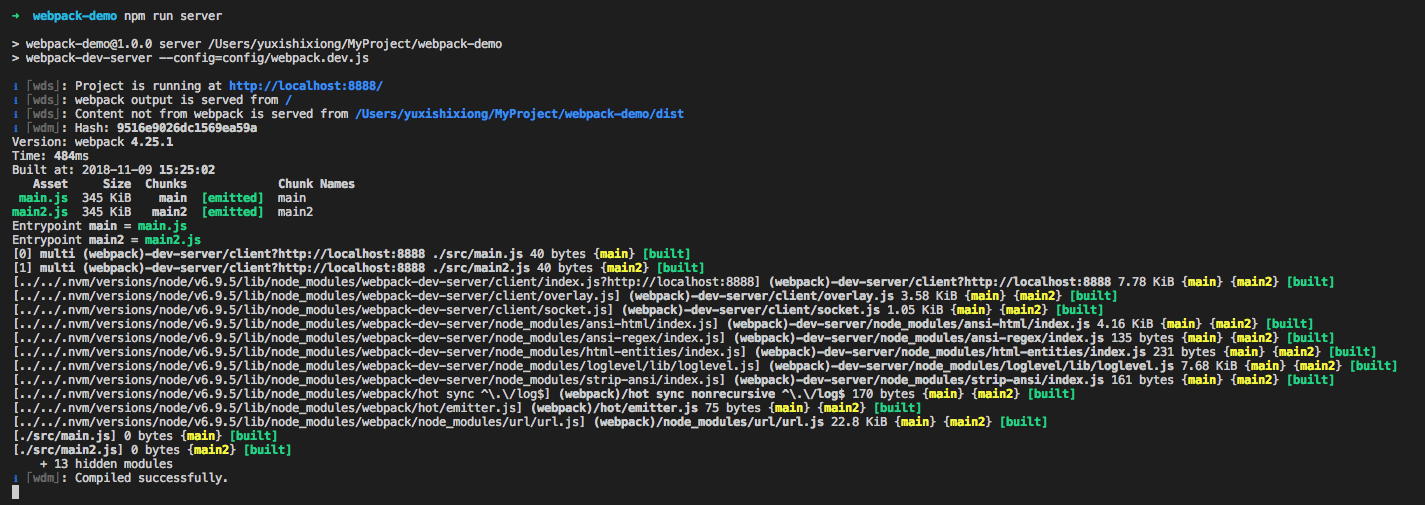 ➜  webpack-demo npm run server
> webpack-demo@1.0.0 server /Users/yuxishixiong/MyProject/webpack-demo
> webpack-dev-server --config=config/webpack.dev.js
ℹ ｢wds｣: Project is running at http://localhost:8888/
ℹ ｢wds｣: webpack output is served from /
ℹ ｢wds｣: Content not from webpack is served from /Users/yuxishixiong/MyProject/webpack-demo/dist
ℹ ｢wdm｣: Hash: 9516e9026dc1569ea59a
Version: webpack 4.25.1
Time: 484ms
Built at: 2018-11-09 15:25:02
Asset Size Chunks Chunk Names
main.js 345 KiB main [emitted] main
main2.js 345 KiB main2 [emitted] main2
Entrypoint main = main.js
Entrypoint main2 = main2.js
[0] multi (webpack)-dev-server/client?http://localhost:8888 ./src/main.js 40 bytes {main} [built]
[1] multi (webpack)-dev-server/client?http://localhost:8888 ./src/main2.js 40 bytes {main2} [built]
[../../.nvm/versions/node/v6.9.5/lib/node_modules/webpack-dev-server/client/index.js?http://localhost:8888] (webpack)-dev-server/client?http://localhost:8888 7.78 KiB {main} {main2} [built]
[../../.nvm/versions/node/v6.9.5/lib/node_modules/webpack-dev-server/client/overlay.js] (webpack)-dev-server/client/overlay.js 3.58 KiB {main} {main2} [built]
[../../.nvm/versions/node/v6.9.5/lib/node_modules/webpack-dev-server/client/socket.js] (webpack)-dev-server/client/socket.js 1.05 KiB {main} {main2} [built]
[../../.nvm/versions/node/v6.9.5/lib/node_modules/webpack-dev-server/node_modules/ansi-html/index.js] (webpack)-dev-server/node_modules/ansi-html/index.js 4.16 KiB {main} {main2} [built]
[../../.nvm/versions/node/v6.9.5/lib/node_modules/webpack-dev-server/node_modules/ansi-regex/index.js] (webpack)-dev-server/node_modules/ansi-regex/index.js 135 bytes {main} {main2} [built]
[../../.nvm/versions/node/v6.9.5/lib/node_modules/webpack-dev-server/node_modules/html-entities/index.js] (webpack)-dev-server/node_modules/html-entities/index.js 231 bytes {main} {main2} [built]
[../../.nvm/versions/node/v6.9.5/lib/node_modules/webpack-dev-server/node_modules/loglevel/lib/loglevel.js] (webpack)-dev-server/node_modules/loglevel/lib/loglevel.js 7.68 KiB {main} {main2} [built]
[../../.nvm/versions/node/v6.9.5/lib/node_modules/webpack-dev-server/node_modules/strip-ansi/index.js] (webpack)-dev-server/node_modules/strip-ansi/index.js 161 bytes {main} {main2} [built]
[../../.nvm/versions/node/v6.9.5/lib/node_modules/webpack/hot sync ^\.\/log$] (webpack)/hot sync nonrecursive ^\.\/log$ 170 bytes {main} {main2} [built]
[../../.nvm/versions/node/v6.9.5/lib/node_modules/webpack/hot/emitter.js] (webpack)/hot/emitter.js 75 bytes {main} {main2} [built]
[../../.nvm/versions/node/v6.9.5/lib/node_modules/webpack/node_modules/url/url.js] (webpack)/node_modules/url/url.js 22.8 KiB {main} {main2} [built]
[./src/main.js] 0 bytes {main} [built]
[./src/main2.js] 0 bytes {main2} [built]
+ 13 hidden modules
ℹ ｢wdm｣: Compiled successfully.